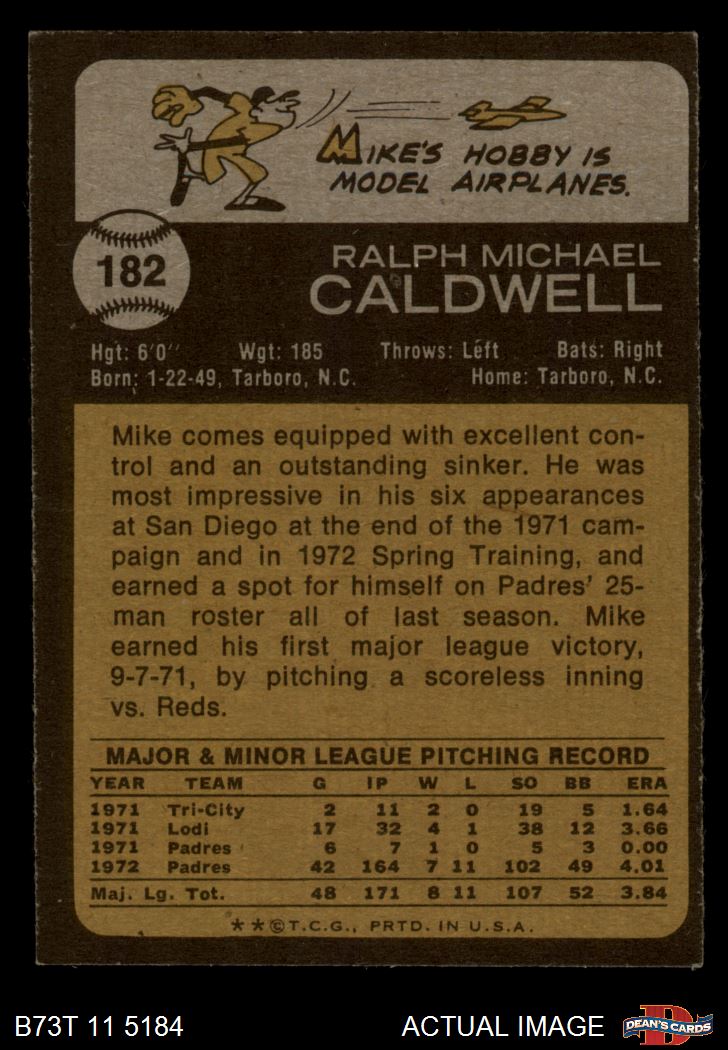 MIKE'S HOBBY IS
MODEL AIRPLANES.
182
RALPH MICHAEL
CALDWELL
Hgt: 6'0" Wgt: 185 Throws: Left Bats: Right
Born: 1-22-49, Tarboro, N.C. Home: Tarboro, N.C.
Mike comes equipped with excellent con-
trol and an outstanding sinker. He was
most impressive in his six appearances
at San Diego at the end of the 1971 cam-
paign and in 1972 Spring Training, and
earned a spot for himself on Padres' 25-
man roster all of last season. Mike
earned his first major league victory,
9-7-71, by pitching a scoreless inning
vs. Reds.
MAJOR & MINOR LEAGUE PITCHING RECORD
YEAR TEAM G IP W L SO BB ERA
1971 Tri-City 2 11 2 0 19 5 1.64
1971 Lodi 17 32 4 1 38 12 3.66
1971 Padres 6 7 1 0 5 3 0.00
1972 Padres 42 164 7 11 102 49 4.01
Maj. Lg. Tot. 48 171 8 11 107 52 3.84
**©T.C.G., PRTD. IN U.S.A.
B73T 11 5184 ACTUAL IMAGE D DEAN'S CARDS